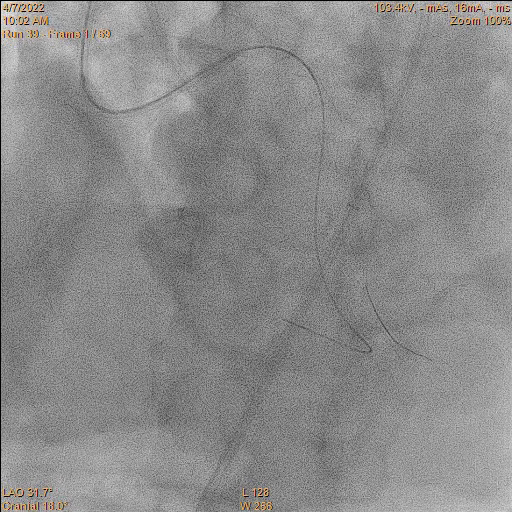 4/7/2022
103.4kV, - mAs, 16mA, - ms
10:02 AM
Zoom 100%
Run 39 - Frame 1 / 59
LAO 31.7°
L 128
Cranial 18.0°
W 256